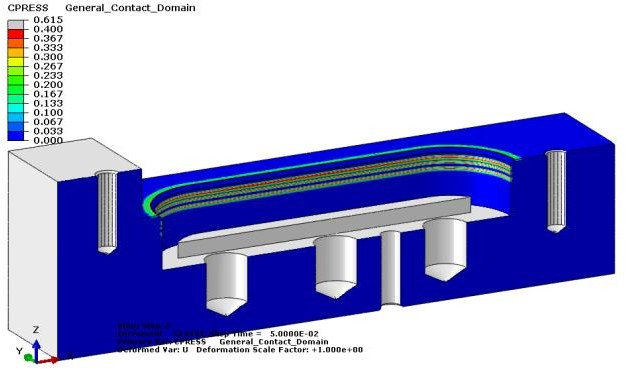 CPRESS General_Contact_Domain
0.615
0.400
0.367
0.333
0.300
0.267
0.233
0.200
0.167
0.133
0.100
0.067
0.033
0.000
Z
Y
Time = 5.0000E-02
CPRESS General_Contact_Domain
Deformed Var: U Deformation Scale Factor: +1.000e+00